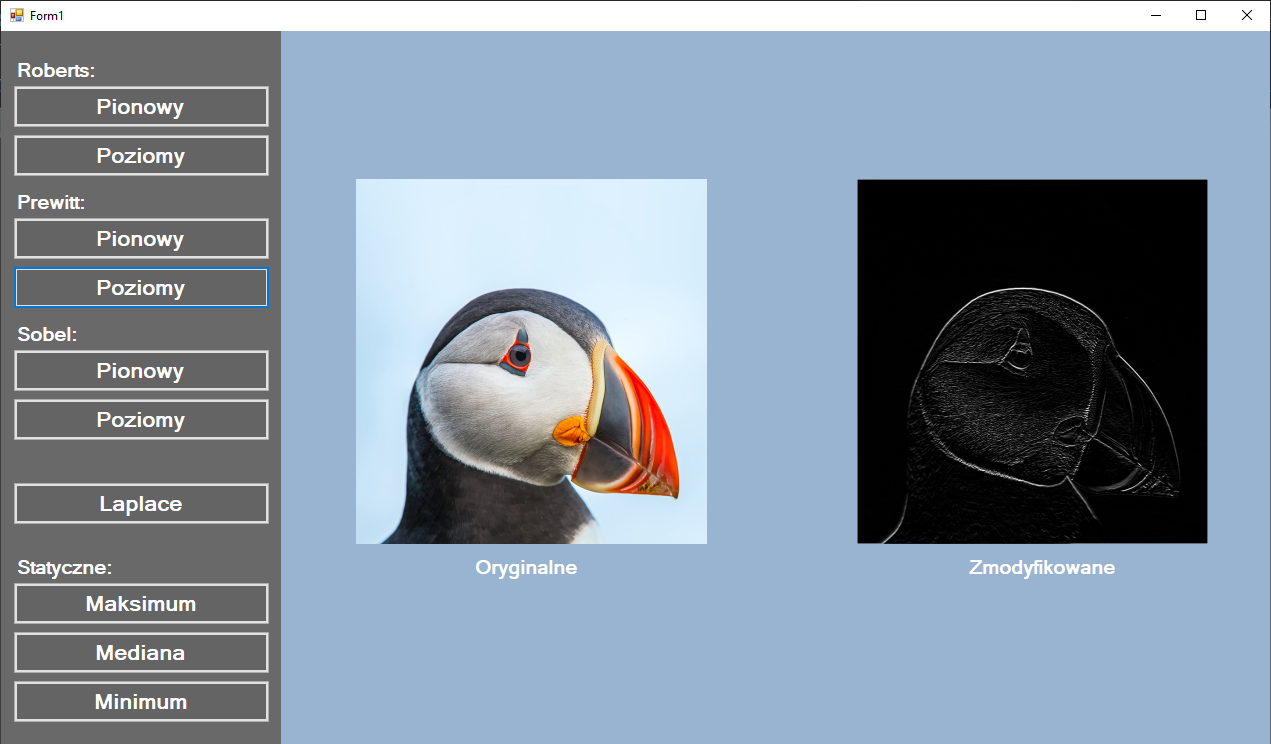 Form1
Roberts:
Pionowy
Poziomy
Prewitt:
Pionowy
Poziomy
Sobel:
Pionowy
Poziomy
Laplace
Statyczne:
Maksimum
Mediana
Minimum
Oryginalne
Zmodyfikowane